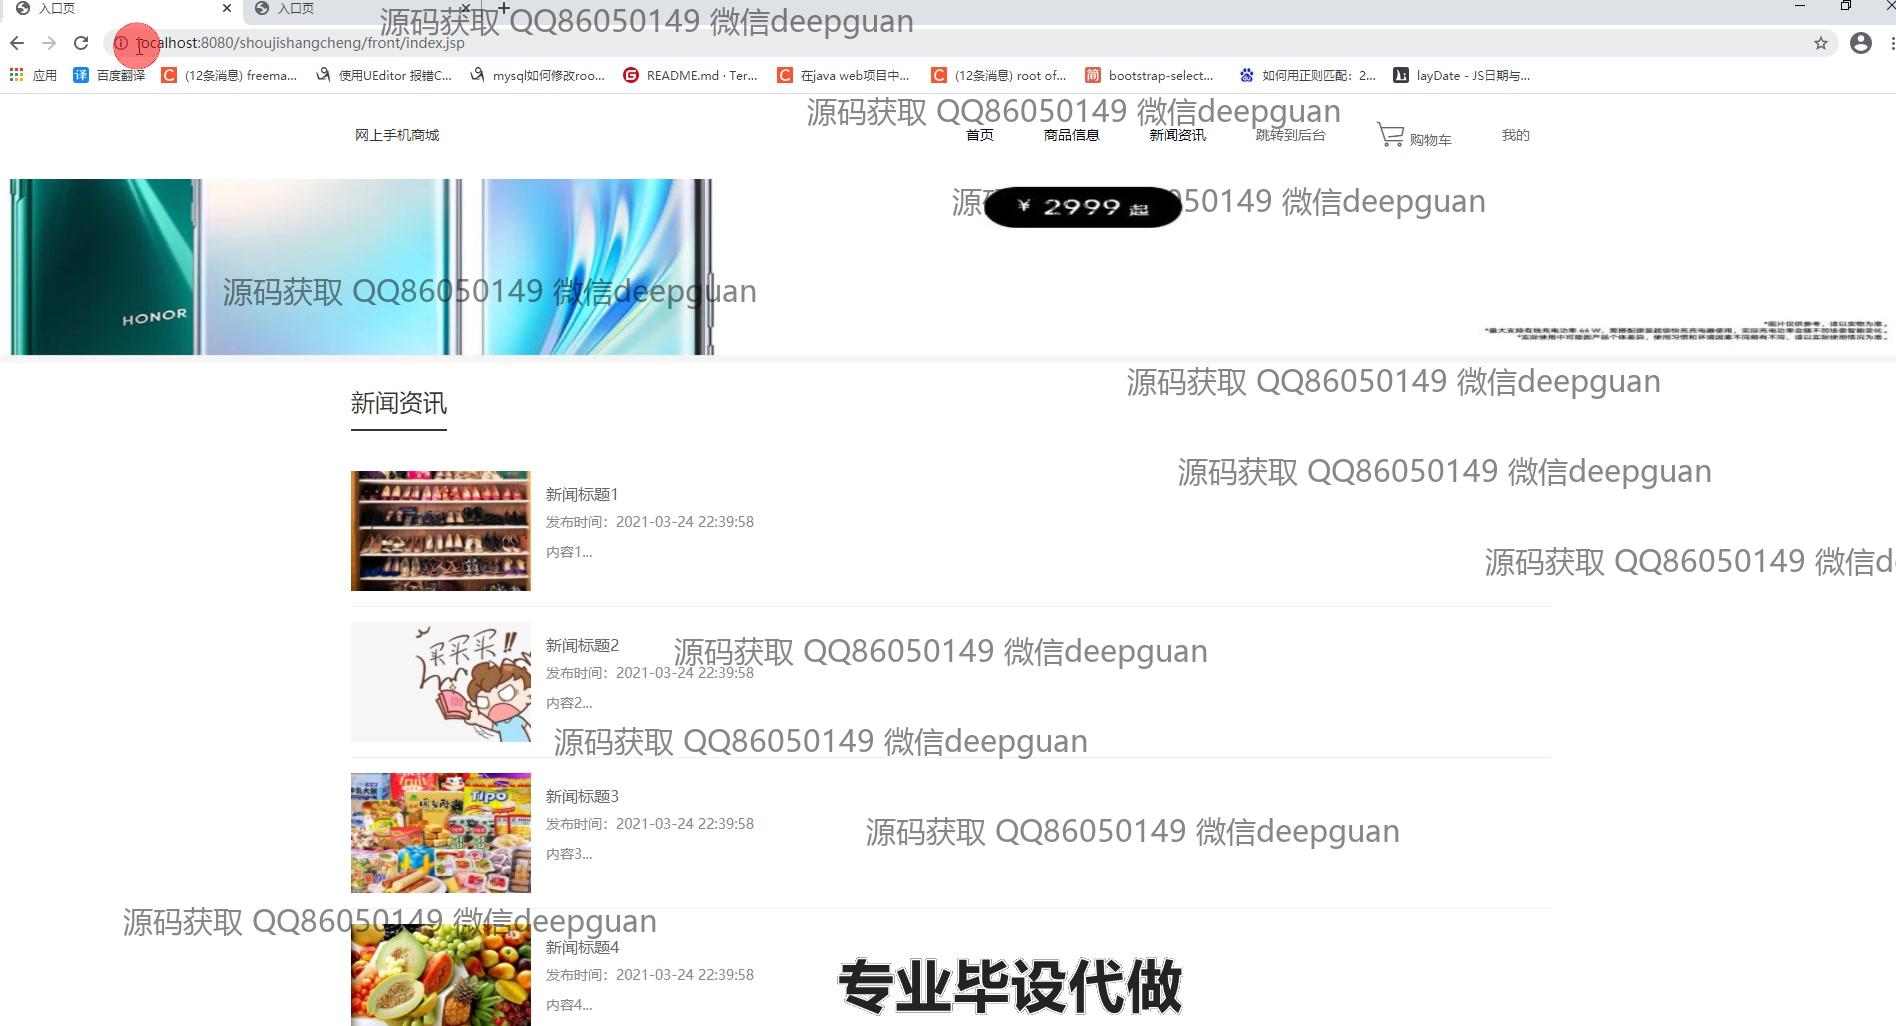 入口页
入口页
源码获取 QQ86050149 微信deepguan
localhost:8080/shoujishangcheng/front/index.jsp
应用
百度翻译
(12条消息) freema...
使用UEditor 报错C...
mysql如何修改roo...
README.md · Ter...
在java web项目中...
(12条消息) root of...
bootstrap-select...
如何用正则匹配：2...
layDate - JS日期与...
源码获取 QQ86050149 微信deepguan
网上手机商城
首页
商品信息
新闻资讯
跳转到后台
购物车
我的
源 050149 微信deepguan
¥ 2999 起
源码获取 QQ86050149 微信deepguan
HONOR
*图片仅供参考，请以实物为准。
源码获取 QQ86050149 微信deepguan
新闻资讯
源码获取 QQ86050149 微信deepguan
新闻标题1
发布时间：2021-03-24 22:39:58
内容1...
源码获取 QQ86050149 微信d
买买买!!
100
新闻标题2
源码获取 QQ86050149 微信deepguan
发布时间：2021-03-24 22:39:58
内容2...
源码获取 QQ86050149 微信deepguan
Tipo
新闻标题3
发布时间：2021-03-24 22:39:58
源码获取 QQ86050149 微信deepguan
内容3...
源码获取 QQ86050149 微信deepguan
新闻标题4
发布时间：2021-03-24 22:39:58
内容4...
专业毕设代做